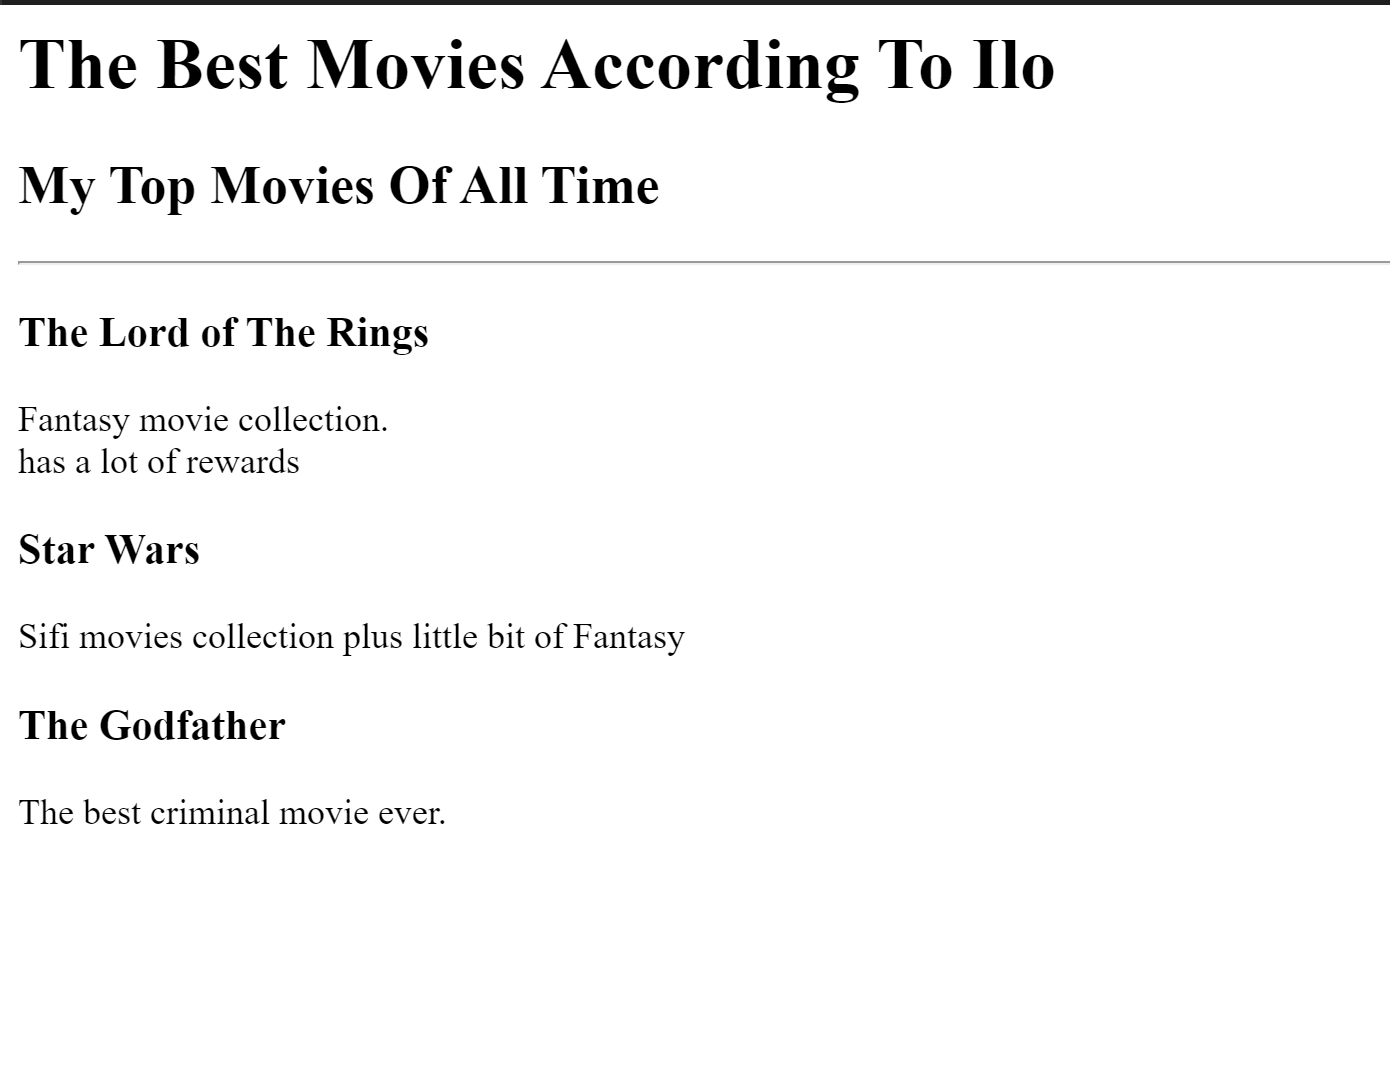 The Best Movies According To Ilo
My Top Movies Of All Time
The Lord of The Rings
Fantasy movie collection.
has a lot of rewards
Star Wars
Sifi movies collection plus little bit of Fantasy
The Godfather
The best criminal movie ever.